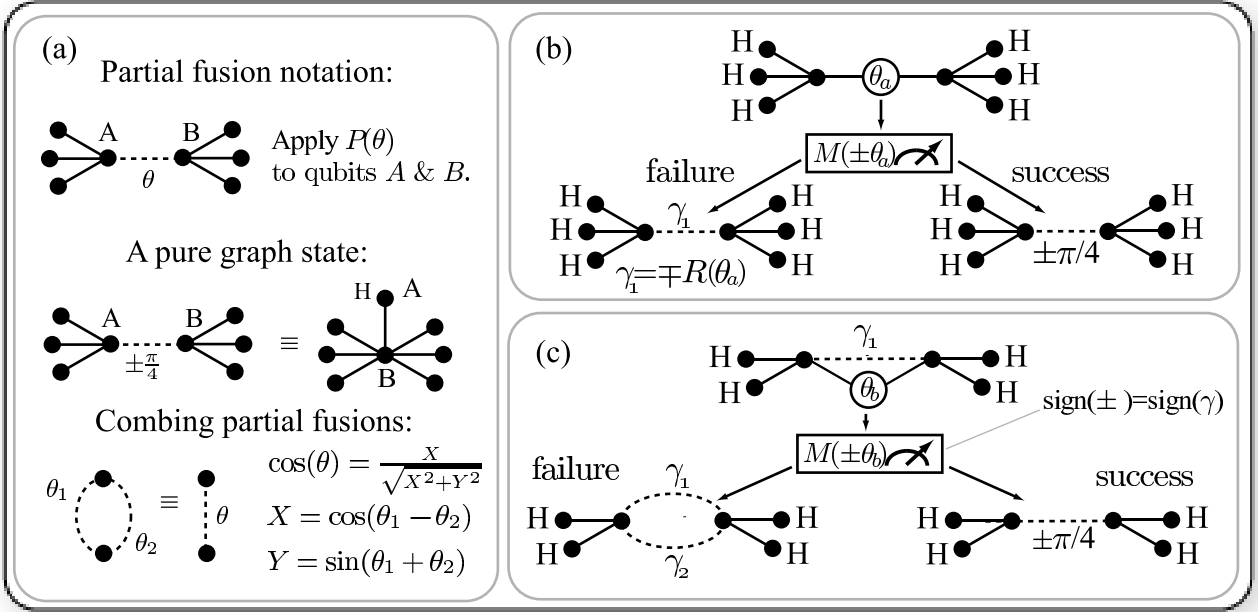 (a)
Partial fusion notation:
A B
θ
Apply P(θ)
to qubits A & B.
A pure graph state:
A B
±π/4
≡
H A
B
Combing partial fusions:
θ₁
θ₂
≡
θ
cos(θ) = X/√(X²+Y²)
X = cos(θ₁ −θ₂)
Y = sin(θ₁ + θ₂)
(b)
H H
H θₐ H
H H
M(±θₐ)
failure
success
H H
γ₁
H H
H H
γ₁=∓R(θₐ)
H H
H H
±π/4
H H
(c)
γ₁
H H
H θ_b H
sign(±)=sign(γ)
M(±θ_b)
failure
success
γ₁
H H
H H
γ₂
H H
±π/4
H H